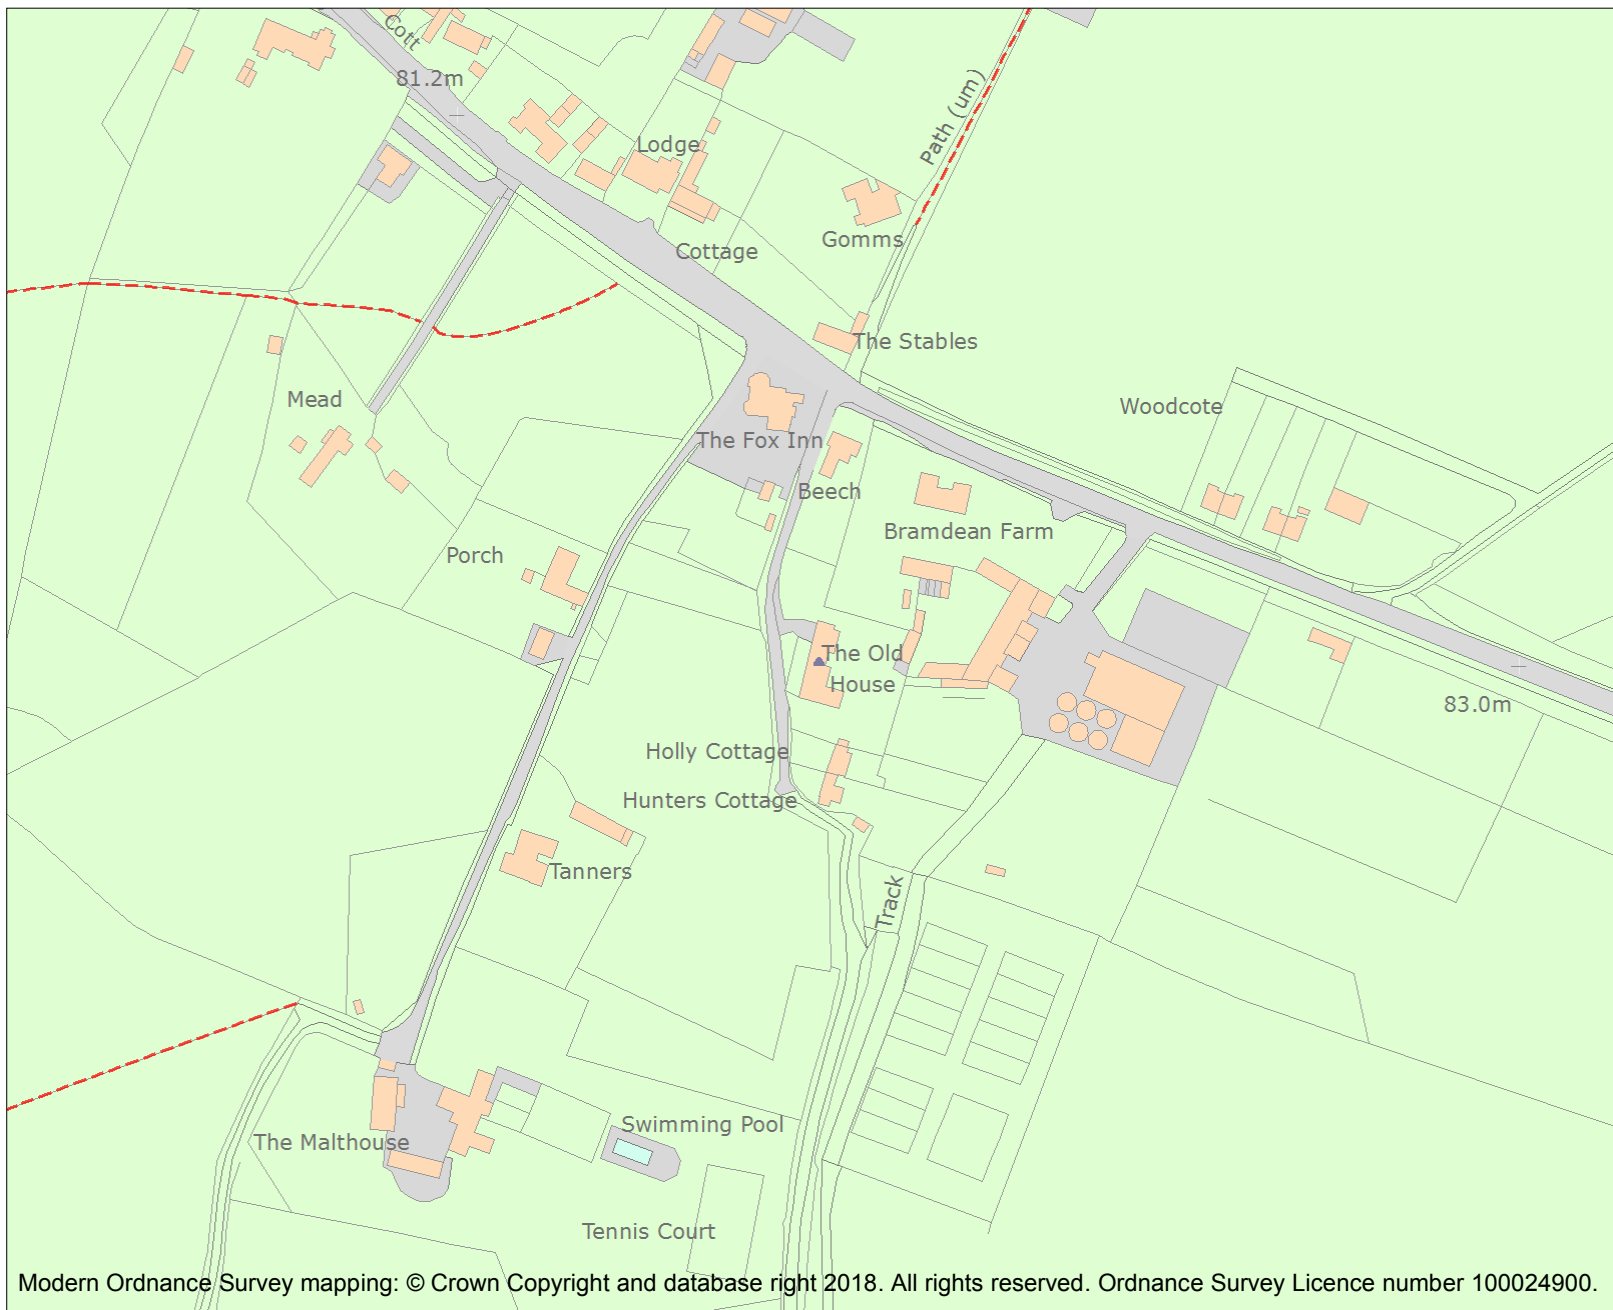 Cott
81.2m
Path (um)
Lodge
Gomms
Cottage
The Stables
Mead
Woodcote
The Fox Inn
Beech
Bramdean Farm
Porch
The Old
House
83.0m
Holly Cottage
Hunters Cottage
Tanners
Track
Swimming Pool
The Malthouse
Tennis Court
Modern Ordnance Survey mapping: © Crown Copyright and database right 2018. All rights reserved. Ordnance Survey Licence number 100024900.